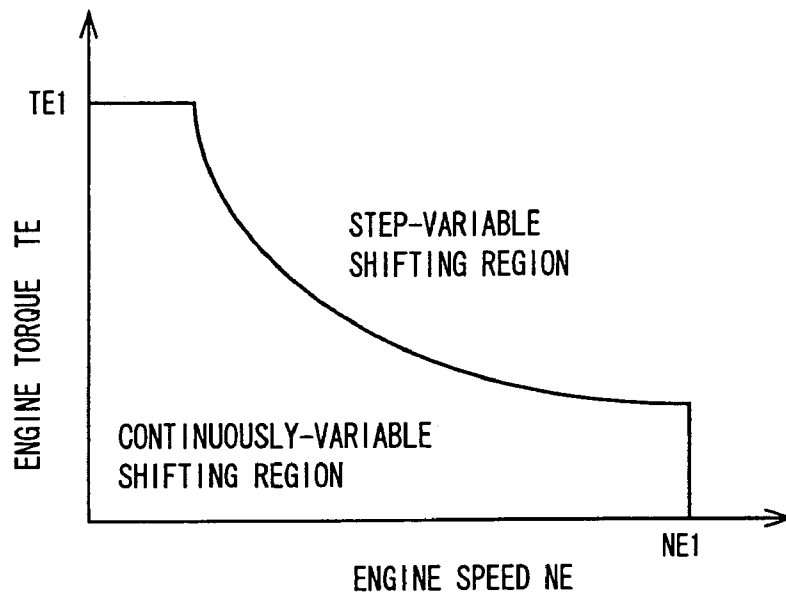 TE1
ENGINE TORQUE TE
STEP-VARIABLE
SHIFTING REGION
CONTINUOUSLY-VARIABLE
SHIFTING REGION
NE1
ENGINE SPEED NE